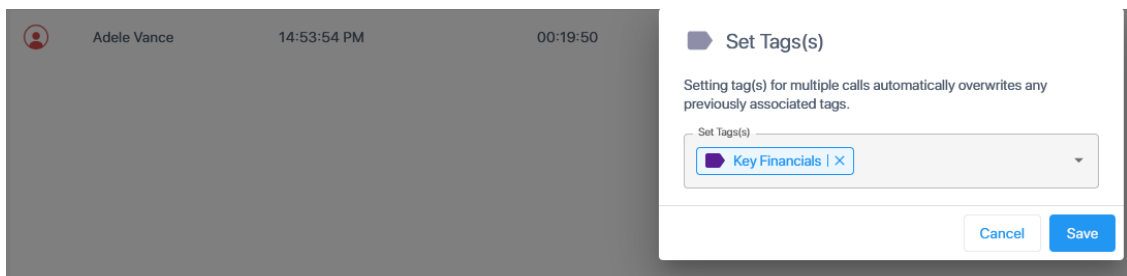 Adele Vance 14:53:54 PM 00:19:50
Set Tags(s)
Setting tag(s) for multiple calls automatically overwrites any
previously associated tags.
Set Tags(s)
Key Financials
Cancel Save